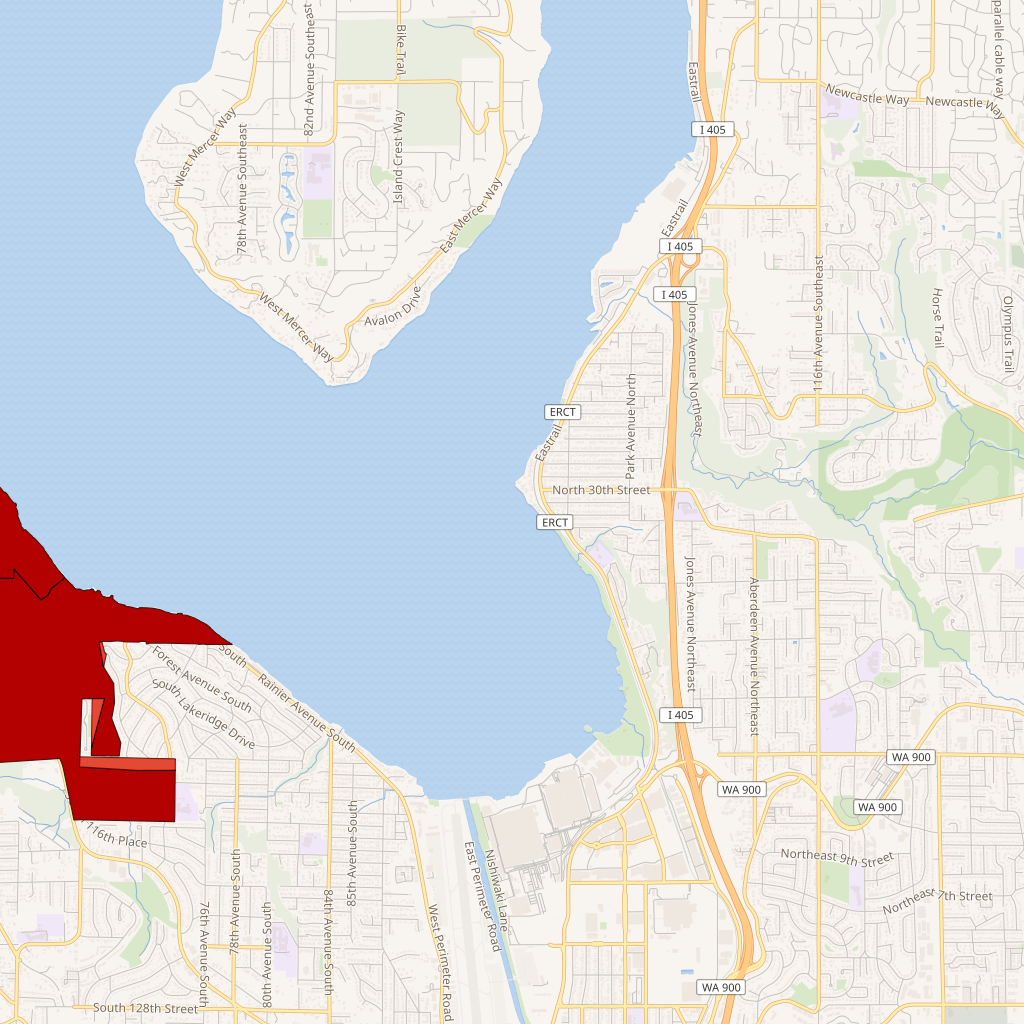 82nd Avenue Southeast
Bike Trail
parallel cable way
Eastrail
Newcastle Way
Newcastle Way
West Mercer Way
78th Avenue Southeast
Island Crest Way
I 405
East Mercer Way
Eastrail
I 405
I 405
West Mercer Way
Avalon Drive
Jones Avenue Northeast
116th Avenue Southeast
Horse Trail
Olympus Trail
ERCT
Park Avenue North
Eastrail
North 30th Street
ERCT
Jones Avenue Northeast
Aberdeen Avenue Northeast
South
Forest Avenue South
Rainier Avenue South
South Lakeridge Drive
I 405
WA 900
WA 900
WA 900
116th Place
85th Avenue South
East Perimeter Road
Nishiwaki Lane
Northeast 9th Street
Northeast 7th Street
76th Avenue South
78th Avenue South
80th Avenue South
84th Avenue South
West Perimeter Road
WA 900
South 128th Street